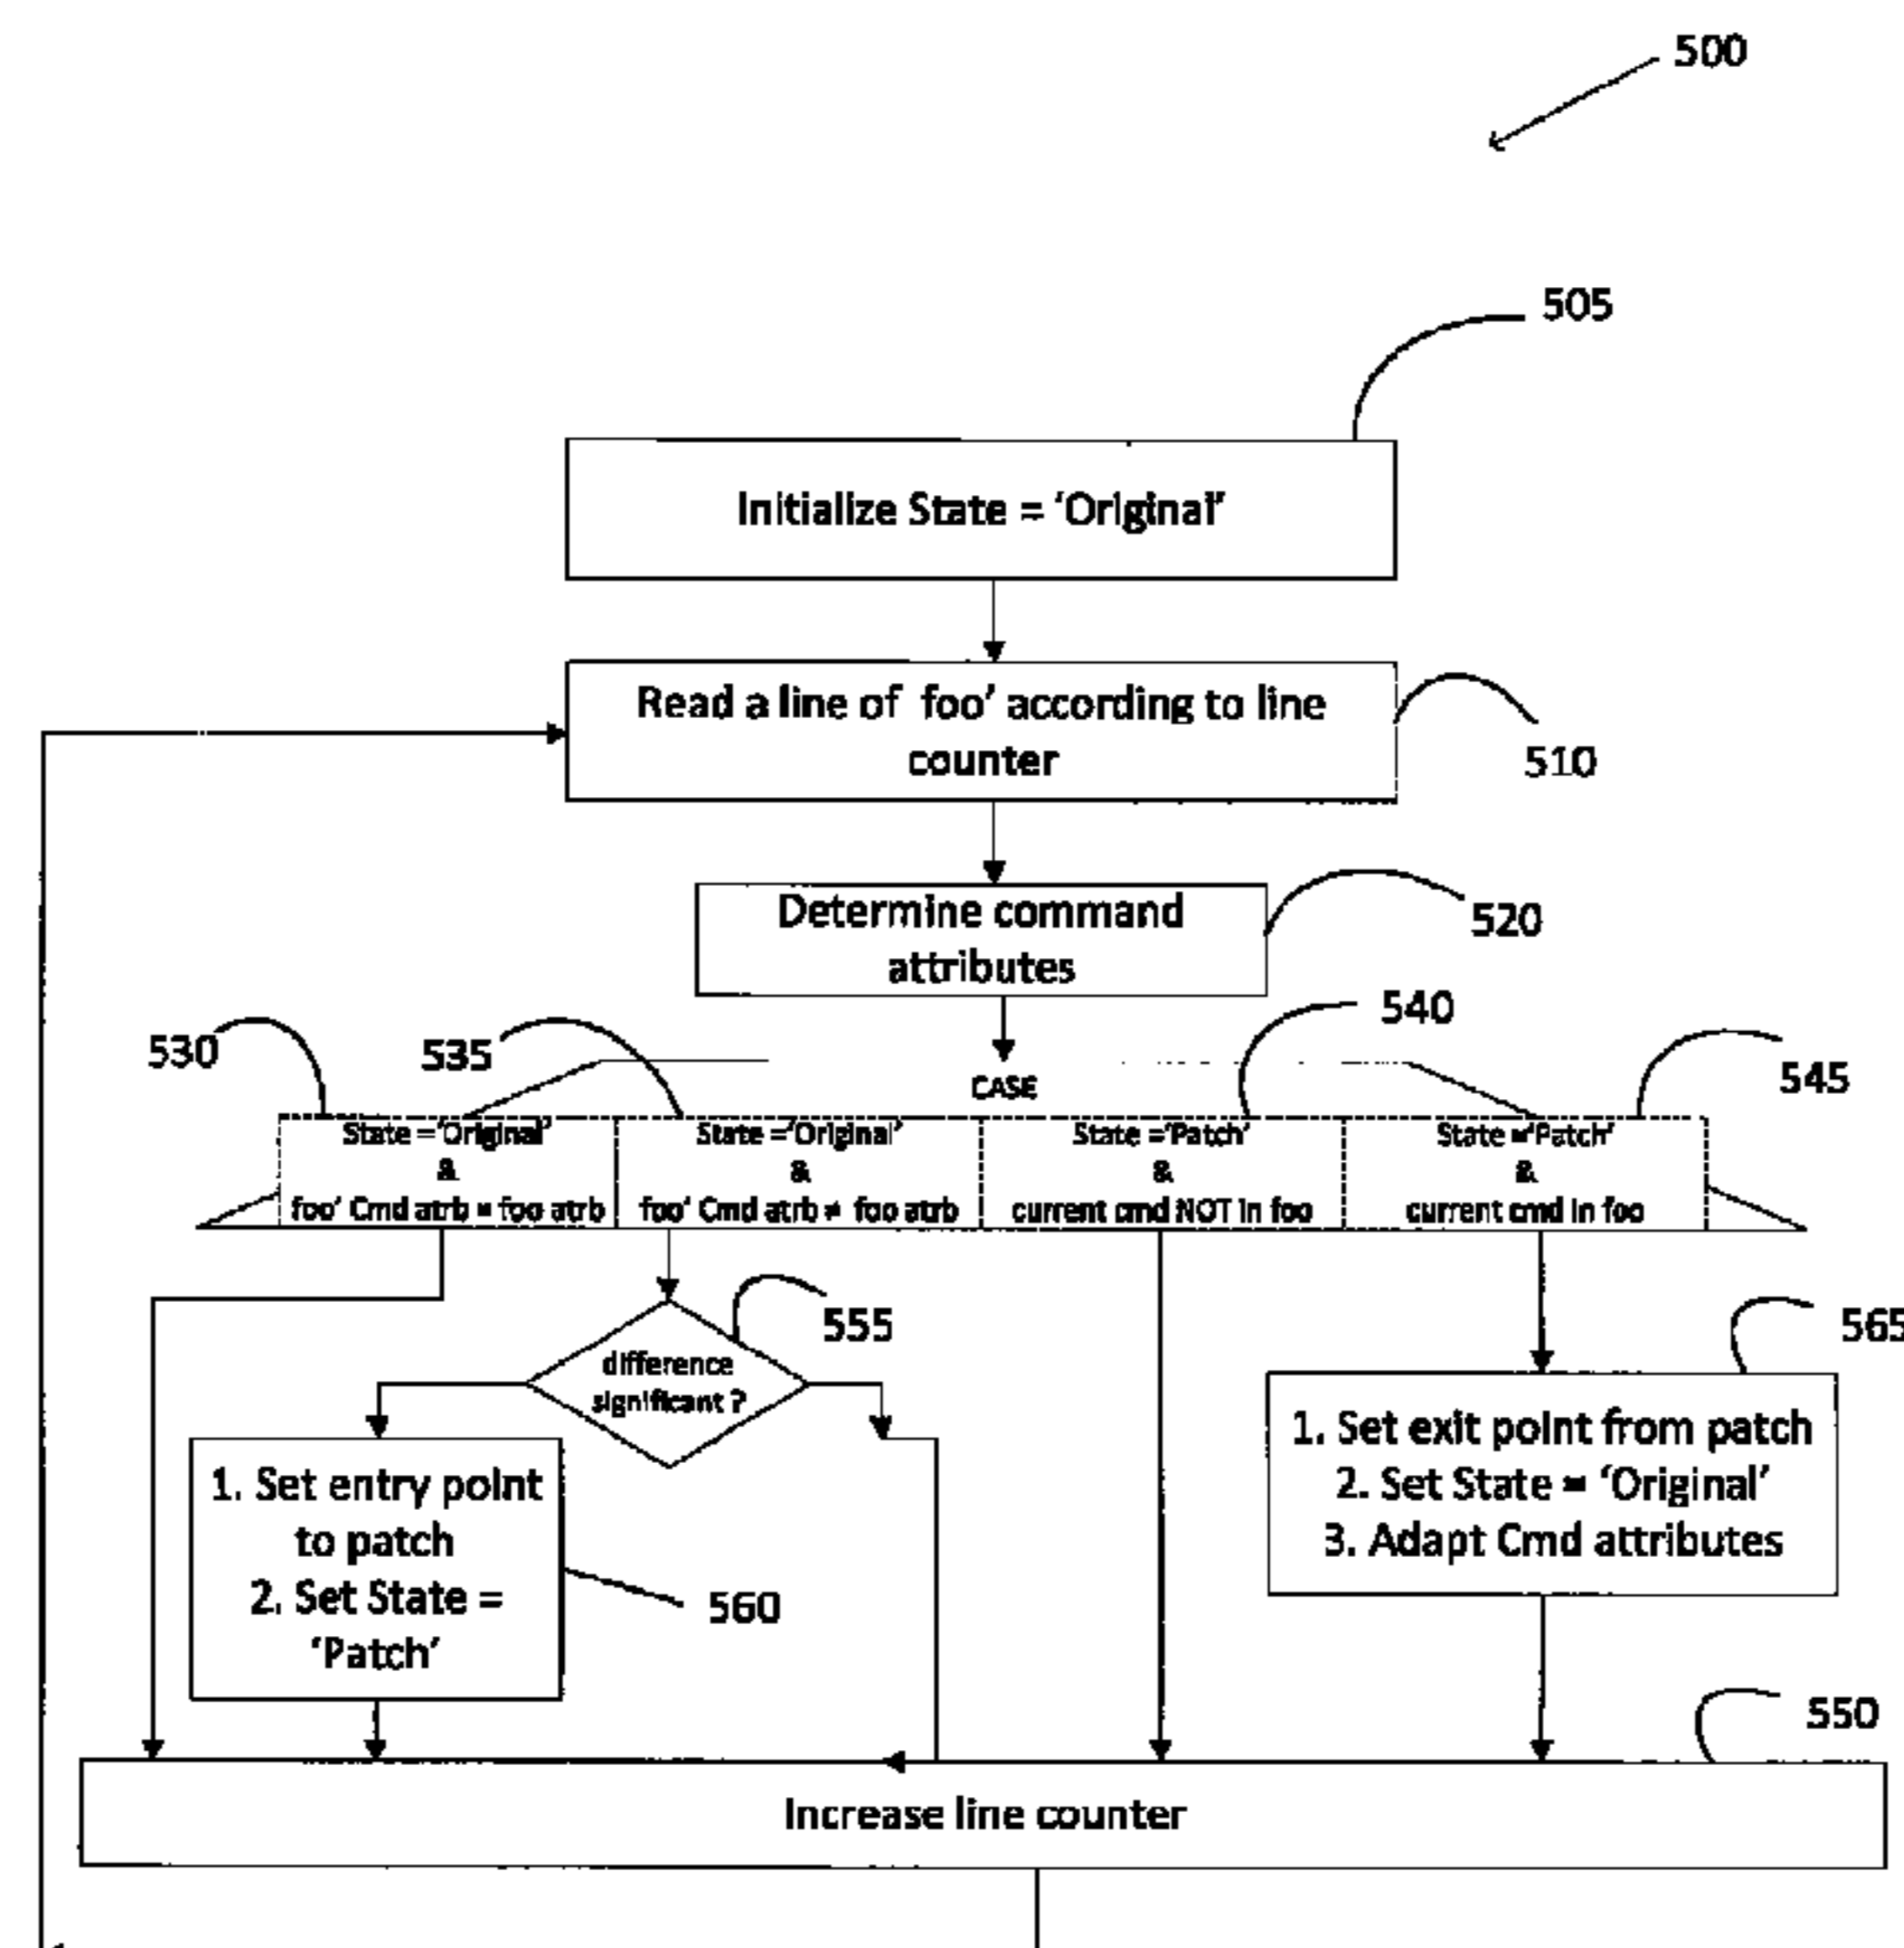 500
505
Initialize State = ‘Original’
Read a line of foo’ according to line
counter
510
Determine command
attributes
520
530
535
540
545
CASE
State =‘Original’
&
foo’ Cmd atrb = foo atrb
State =‘Original’
&
foo’ Cmd atrb ≠ foo atrb
State =‘Patch’
&
current cmd NOT in foo
State =‘Patch’
&
current cmd in foo
555
difference
significant ?
565
1. Set exit point from patch
2. Set State = ‘Original’
3. Adapt Cmd attributes
1. Set entry point
to patch
2. Set State =
‘Patch’
560
550
Increase line counter